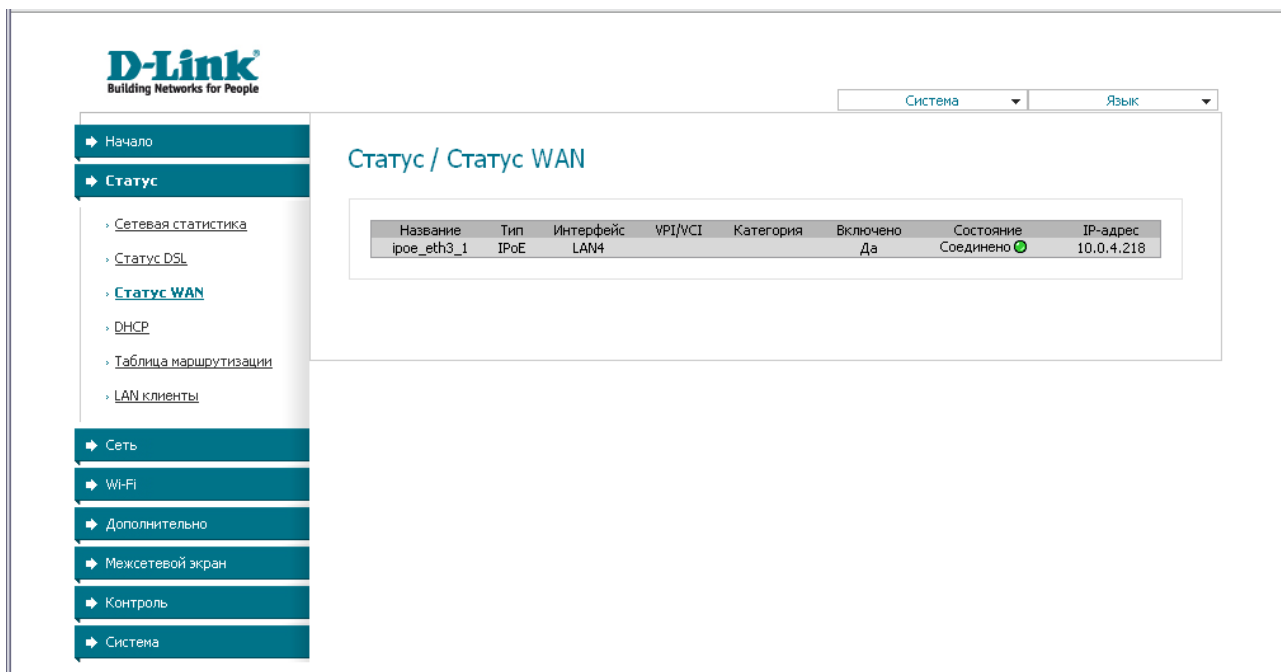 D-Link
Building Networks for People
Система Язык
Начало
Статус
Сетевая статистика
Статус DSL
Статус WAN
DHCP
Таблица маршрутизации
LAN клиенты
Сеть
Wi-Fi
Дополнительно
Межсетевой экран
Контроль
Система
Статус / Статус WAN
Название Тип Интерфейс VPI/VCI Категория Включено Состояние IP-адрес
ipoe_eth3_1 IPoE LAN4 Да Соединено 10.0.4.218